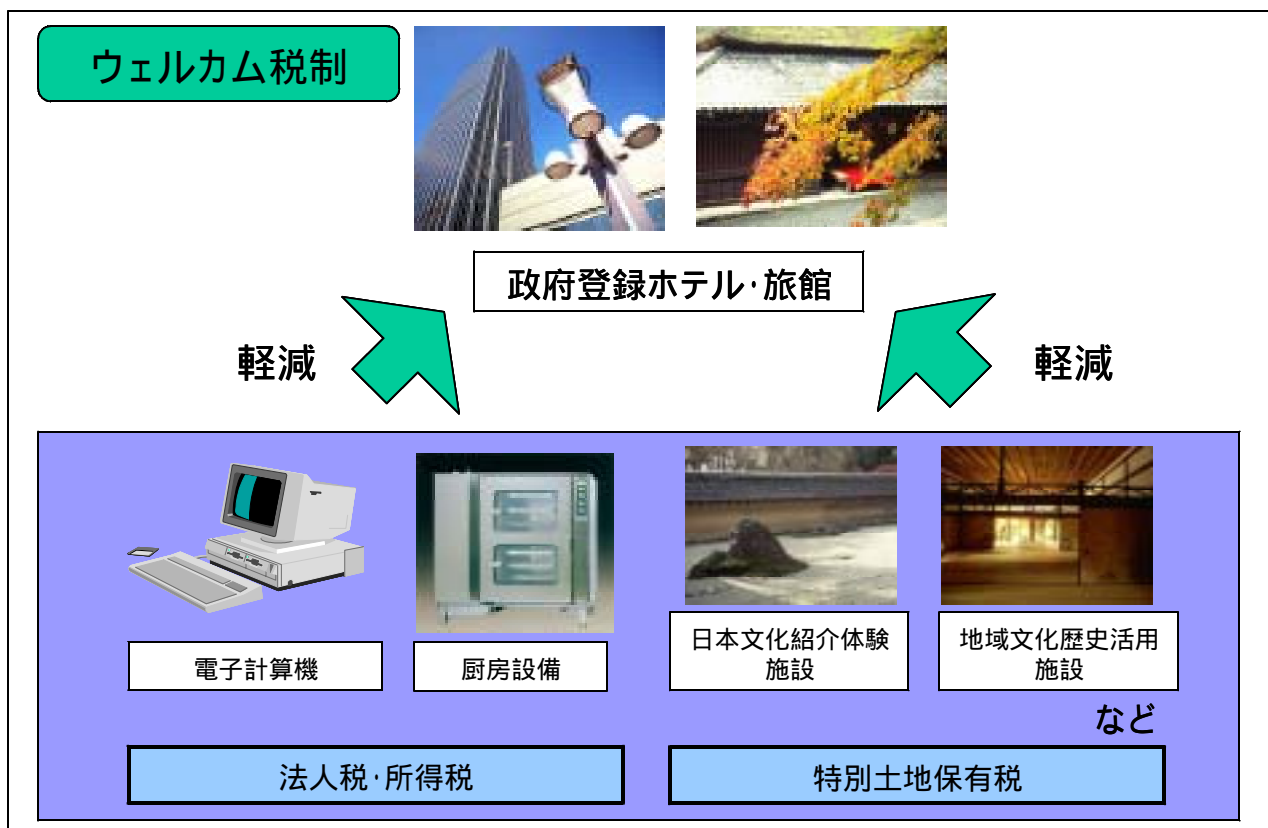 ウェルカム税制
政府登録ホテル・旅館
軽減
軽減
電子計算機
厨房設備
日本文化紹介体験
施設
地域文化歴史活用
施設
など
法人税・所得税
特別土地保有税